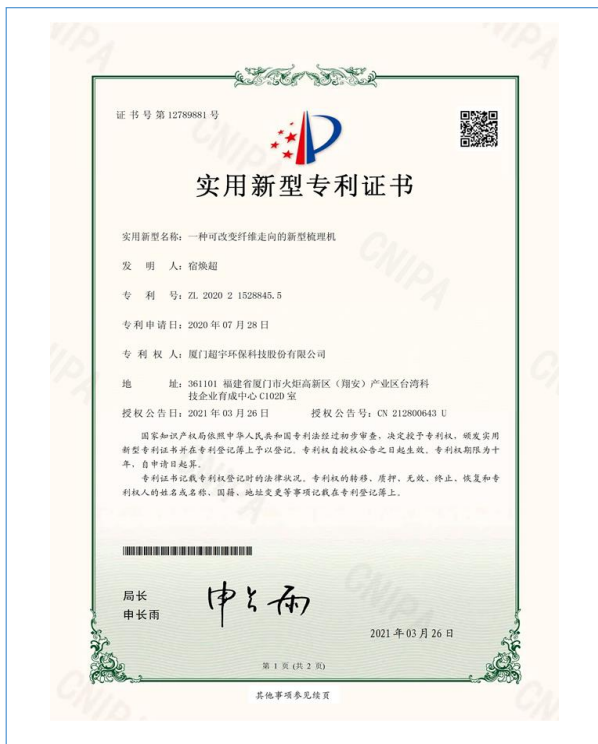 证书号第12789881号
实用新型专利证书
实用新型名称：一种可改变纤维走向的新型梳理机
发 明 人：宿焕超
专 利 号：ZL 2020 2 1528845.5
专利申请日：2020年07月28日
专 利 权 人：厦门超宇环保科技股份有限公司
地 址：361101 福建省厦门市火炬高新区（翔安）产业区台湾科
技企业育成中心C102D室
授权公告日：2021年03月26日 授权公告号：CN 212800643 U
国家知识产权局依照中华人民共和国专利法经过初步审查，决定授予专利权，颁发实用
新型专利证书并在专利登记簿上予以登记。专利权自授权公告之日起生效。专利权期限为十
年，自申请日起算。
专利证书记载专利权登记时的法律状况。专利权的转移、质押、无效、终止、恢复和专
利权人的姓名或名称、国籍、地址变更等事项记载在专利登记簿上。
局长
申长雨
申长雨
2021年03月26日
第 1 页 (共 2 页)
其他事项参见续页
CNIPA
CNIPA
CNIPA
CNIPA
CNIPA
CNIPA